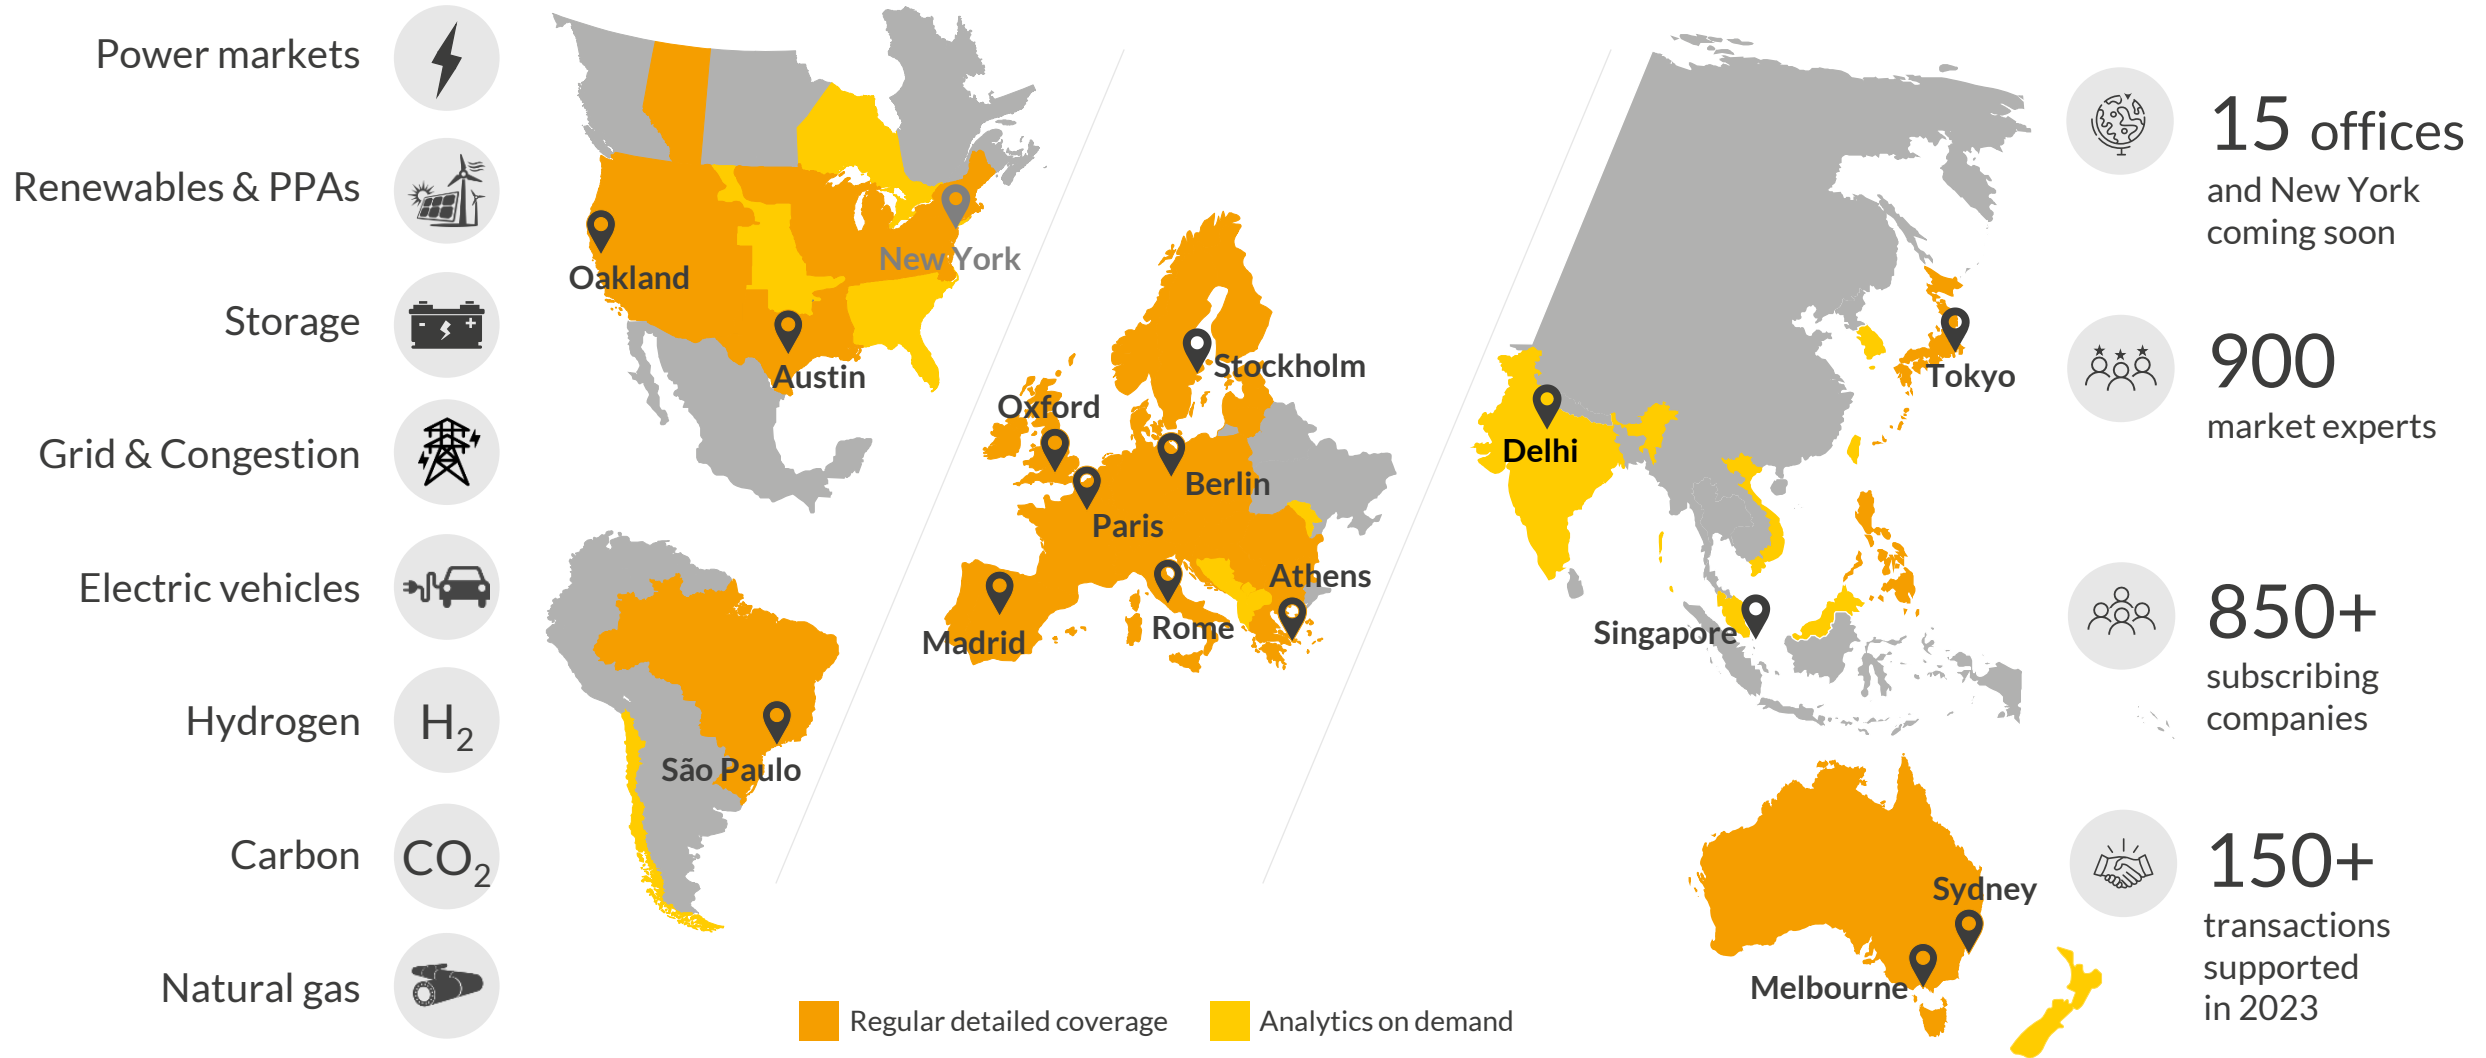 Power markets
Renewables & PPAs
Storage
Grid & Congestion
Electric vehicles
Hydrogen
H2
Carbon
CO2
Natural gas
Oakland
New York
Austin
São Paulo
Stockholm
Oxford
Berlin
Paris
Athens
Madrid
Rome
Delhi
Tokyo
Singapore
Sydney
Melbourne
Regular detailed coverage
Analytics on demand
15 offices
and New York
coming soon
900
market experts
850+
subscribing
companies
150+
transactions
supported
in 2023